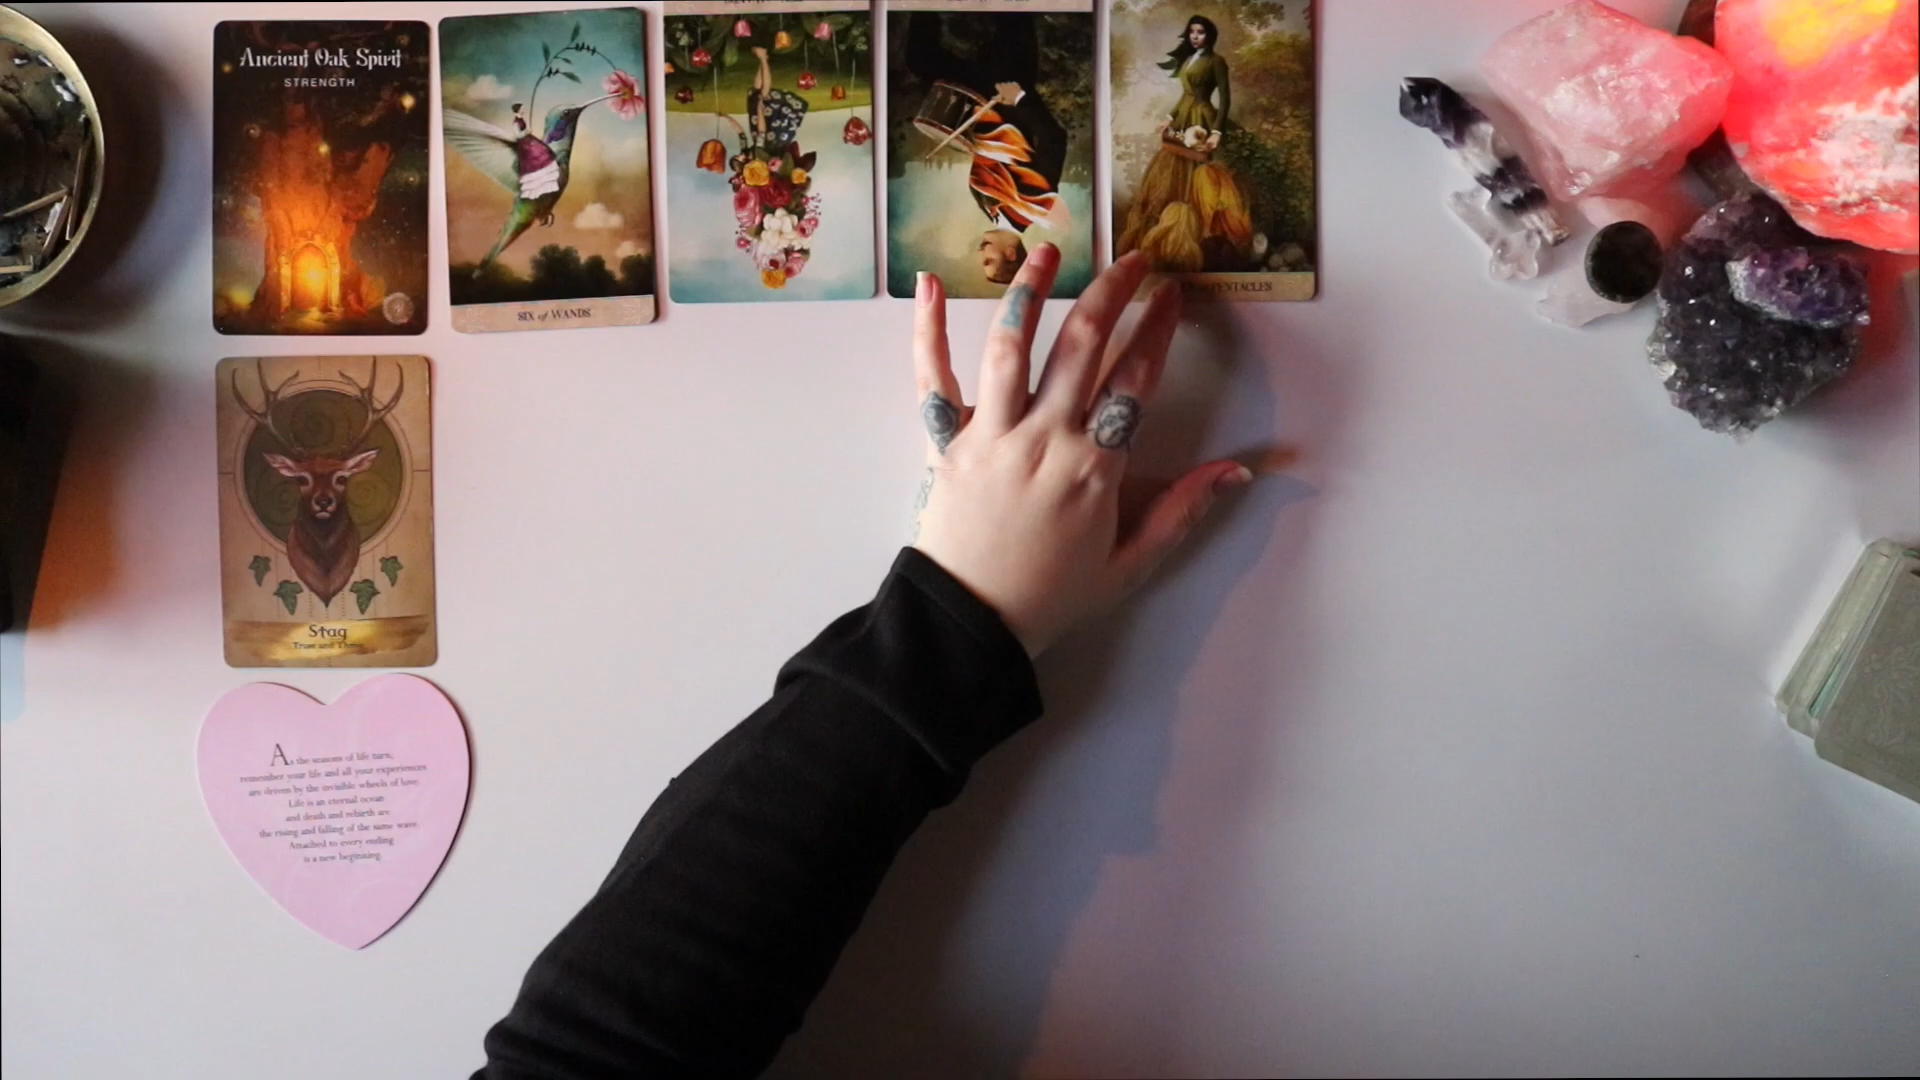 Ancient Oak Spirit
STRENGTH
SIX of WANDS
PENTACLES
Stag
As the seasons of life turn,
remember your life and all your experiences
are driven by the invisible wheels of love.
Life is an eternal ocean
and death and rebirth are
the rising and falling of the same wave.
Attached to every ending
is a new beginning.